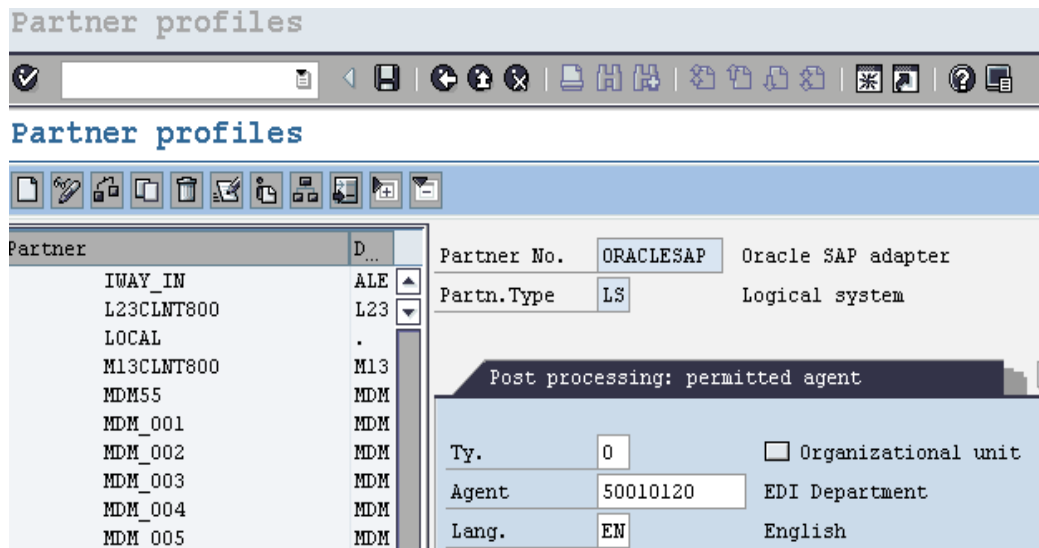 Partner profiles
Partner profiles
Partner D...
IWAY_IN ALE
L23CLNT800 L23
LOCAL .
M13CLNT800 M13
MDM55 MDM
MDM_001 MDM
MDM_002 MDM
MDM_003 MDM
MDM_004 MDM
MDM_005 MDM
Partner No. ORACLESAP Oracle SAP adapter
Partn.Type LS Logical system
Post processing: permitted agent
Ty. O Organizational unit
Agent 50010120 EDI Department
Lang. EN English